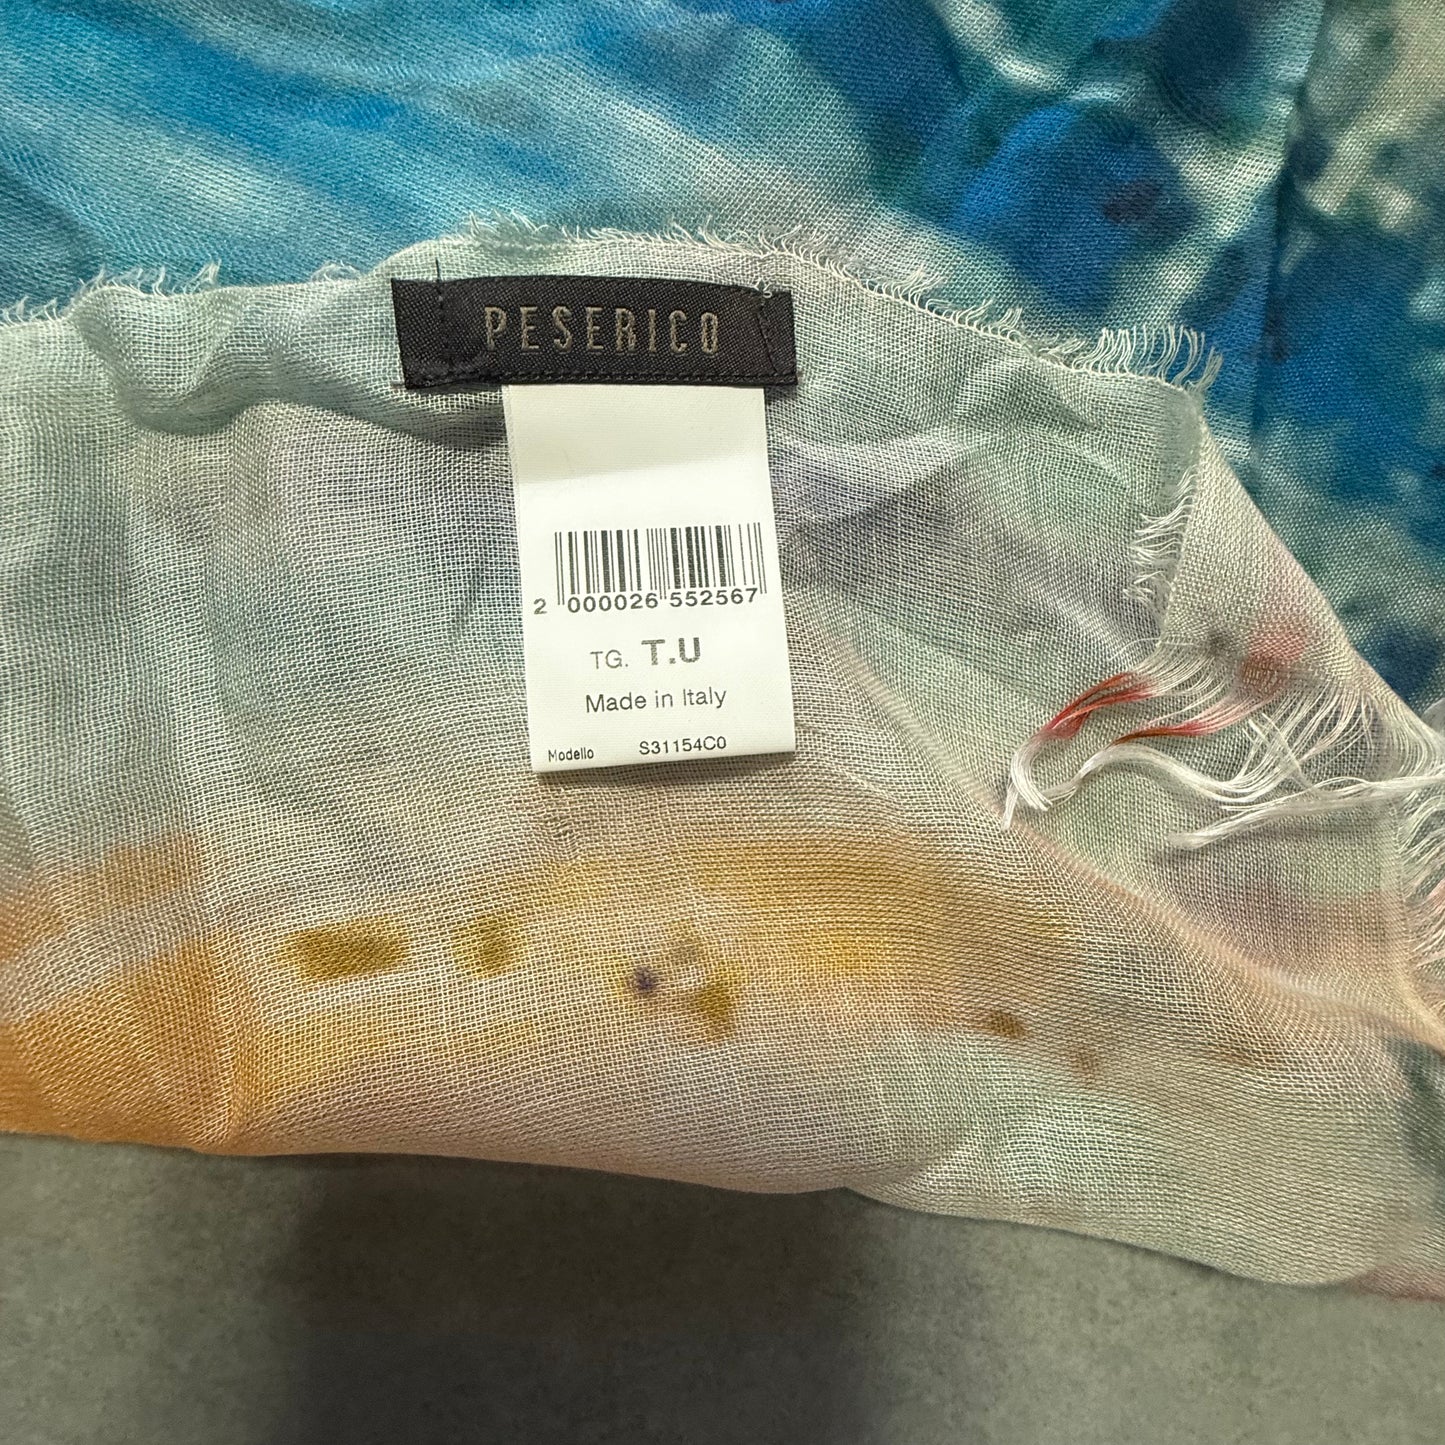 PESERICO
2 000026 552567
TG. T.U
Made in Italy
Modello S31154C0